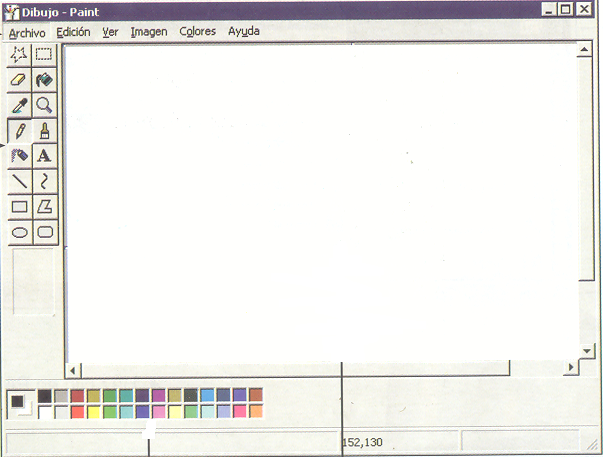 Dibujo - Paint
Archivo Edición Ver Imagen Colores Ayuda
A
152,130